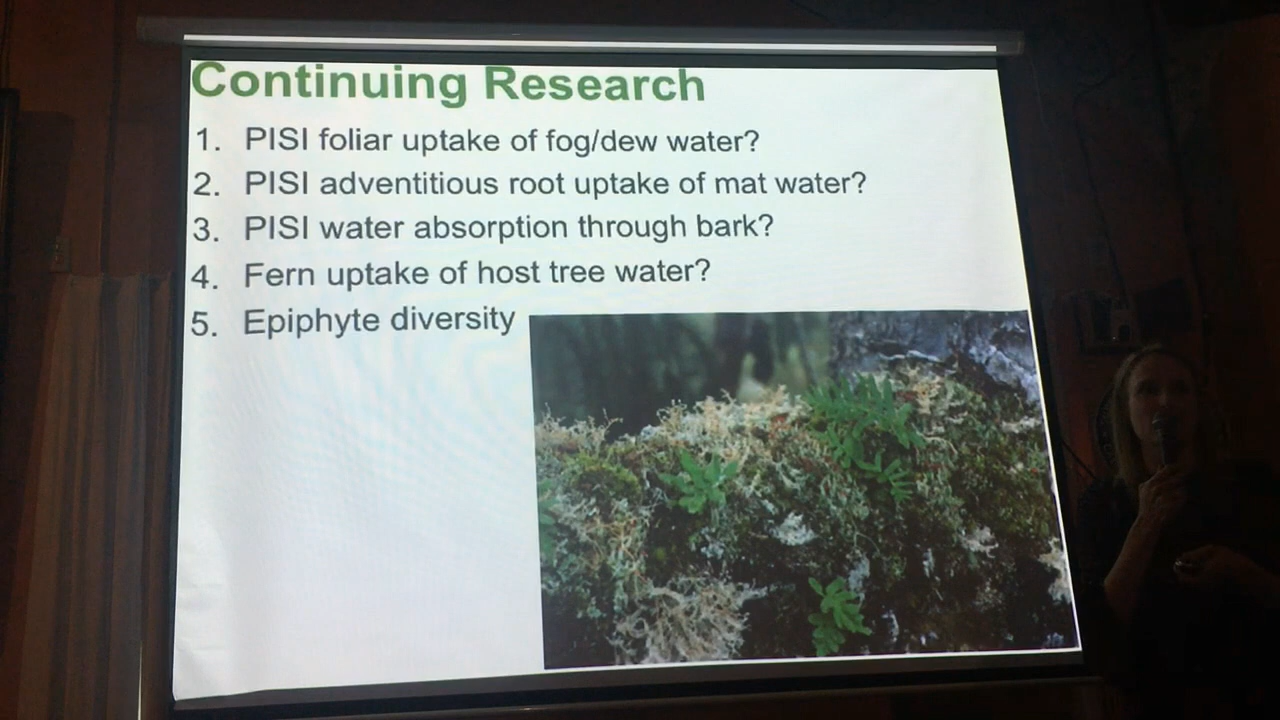 Continuing Research
1. PISI foliar uptake of fog/dew water?
2. PISI adventitious root uptake of mat water?
3. PISI water absorption through bark?
4. Fern uptake of host tree water?
5. Epiphyte diversity